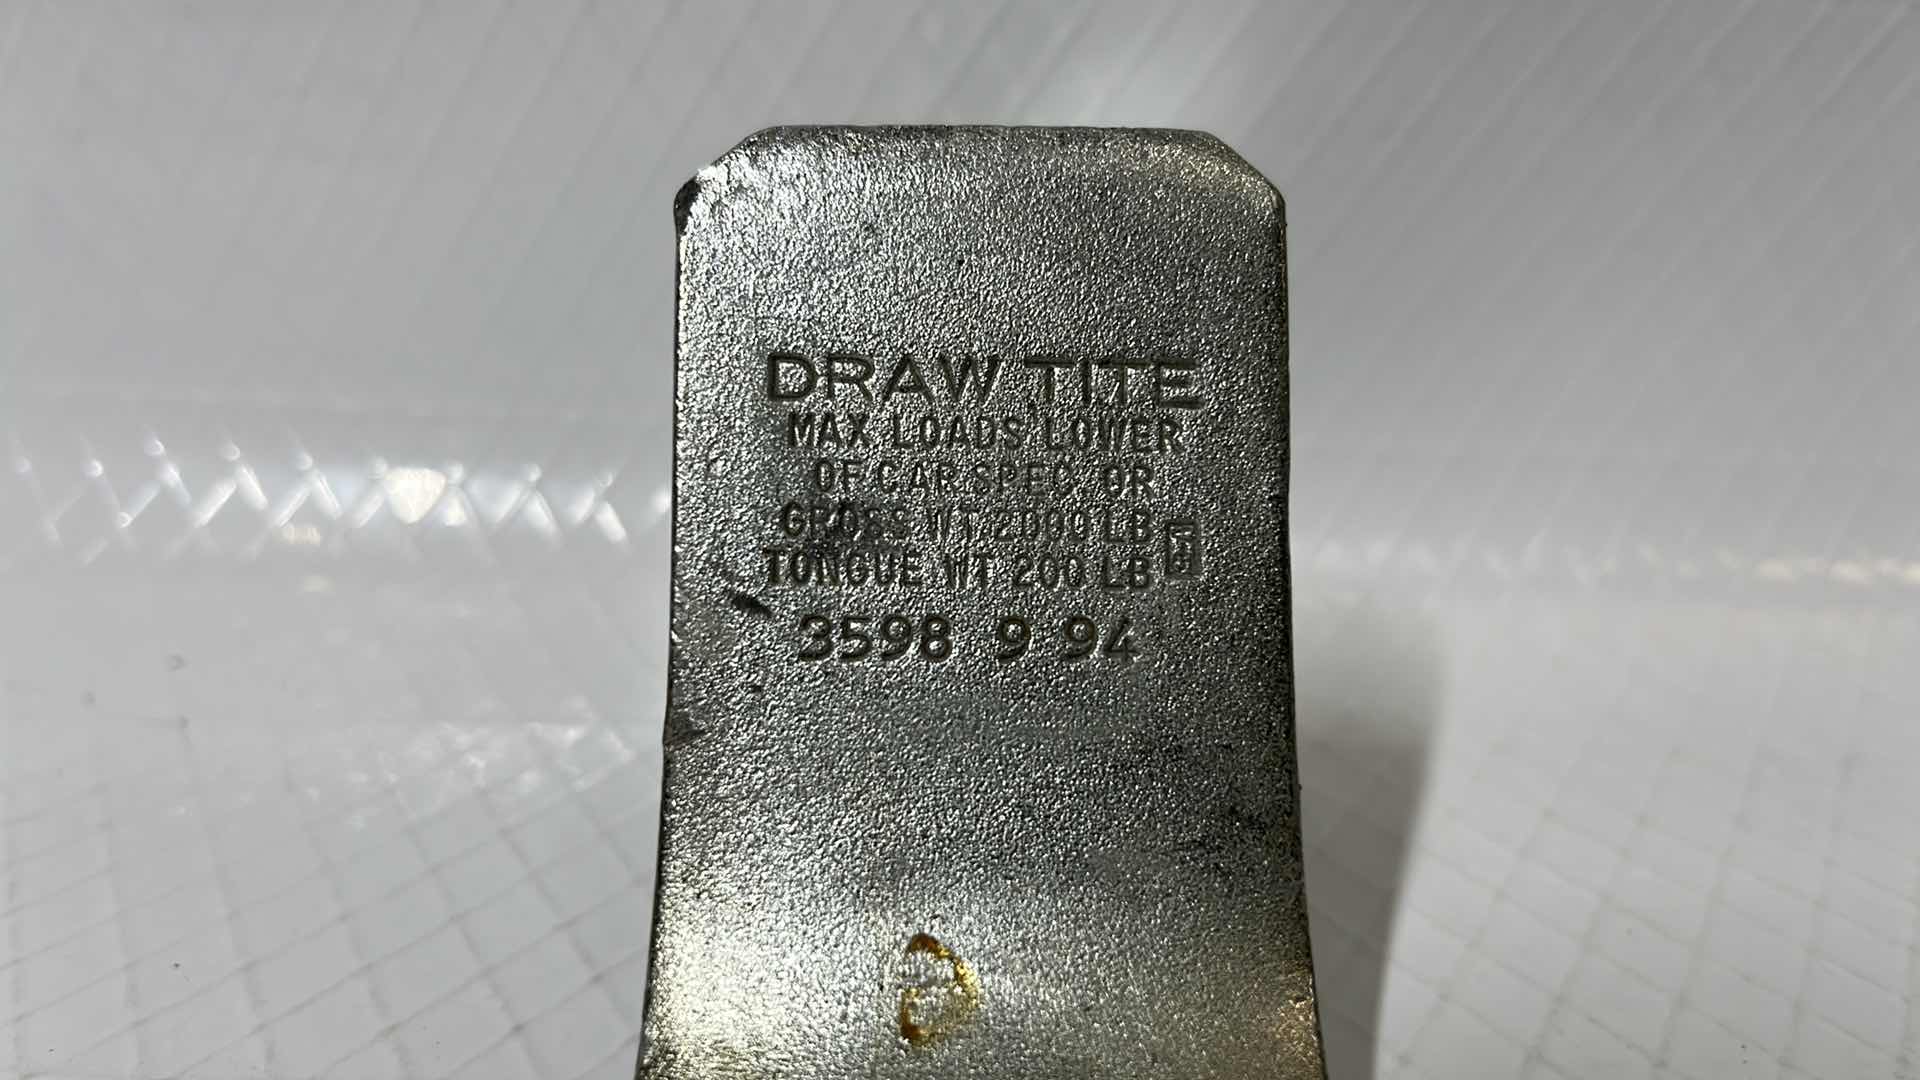 DRAW TITE
MAX LOADS LOWER
OF CAR SPEC OR
GROSS WT 2000 LB
TONGUE WT 200 LB
3598 9 94